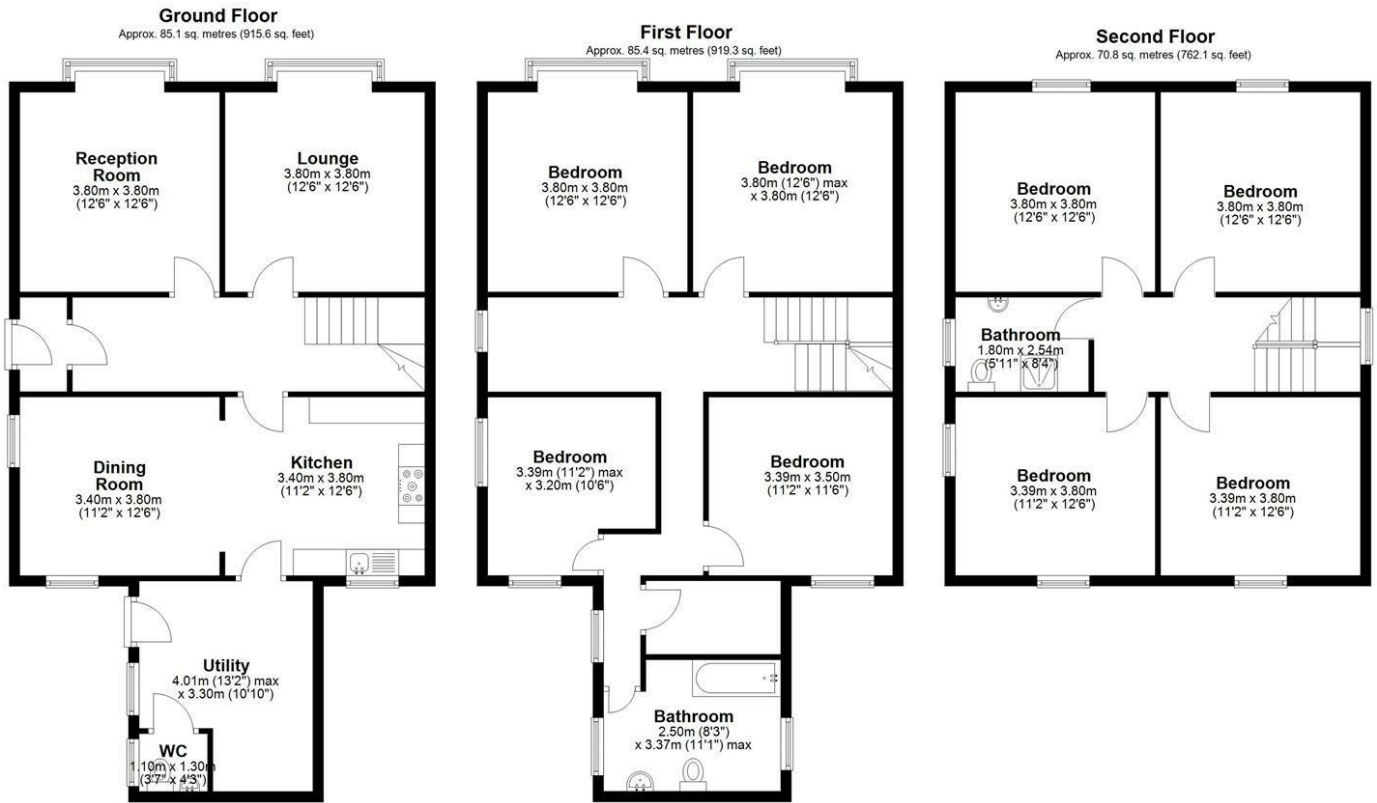 Ground Floor
Approx. 85.1 sq. metres (915.6 sq. feet)
Reception
Room
3.80m x 3.80m
(12'6" x 12'6")
Lounge
3.80m x 3.80m
(12'6" x 12'6")
Dining
Room
3.40m x 3.80m
(11'2" x 12'6")
Kitchen
3.40m x 3.80m
(11'2" x 12'6")
Utility
4.01m (13'2") max
x 3.30m (10'10")
WC
1.10m x 1.30m
(3'7" x 4'3")
First Floor
Approx. 85.4 sq. metres (919.3 sq. feet)
Bedroom
3.80m x 3.80m
(12'6" x 12'6")
Bedroom
3.80m (12'6") max
x 3.80m (12'6")
Bedroom
3.39m (11'2") max
x 3.20m (10'6")
Bedroom
3.39m x 3.50m
(11'2" x 11'6")
Bathroom
2.50m (8'3")
x 3.37m (11'1") max
Second Floor
Approx. 70.8 sq. metres (762.1 sq. feet)
Bedroom
3.80m x 3.80m
(12'6" x 12'6")
Bedroom
3.80m x 3.80m
(12'6" x 12'6")
Bathroom
1.80m x 2.54m
(5'11" x 8'4")
Bedroom
3.39m x 3.80m
(11'2" x 12'6")
Bedroom
3.39m x 3.80m
(11'2" x 12'6")